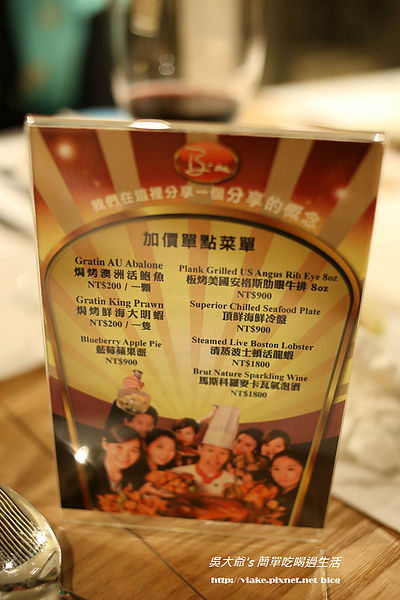 我們在這裡分享一個分享的概念
加價單點菜單
Gratin AU Abalone
焗烤澳洲活鮑魚
NT$200 / 一顆
Gratin King Prawn
焗烤鮮海大明蝦
NT$200 / 一隻
Blueberry Apple Pie
藍莓蘋果派
NT$900
Plank Grilled US Angus Rib Eye 8oz
板烤美國安格斯肋眼牛排 8oz
NT$900
Superior Chilled Seafood Plate
頂鮮海鮮冷盤
NT$900
Steamed Live Boston Lobster
清蒸波士頓活龍蝦
NT$1800
Brut Nature Sparkling Wine
馬斯科羅麥卡瓦氣泡酒
NT$1800
吳大爺's 簡單吃喝過生活
http://viake.pixnet.net/blog